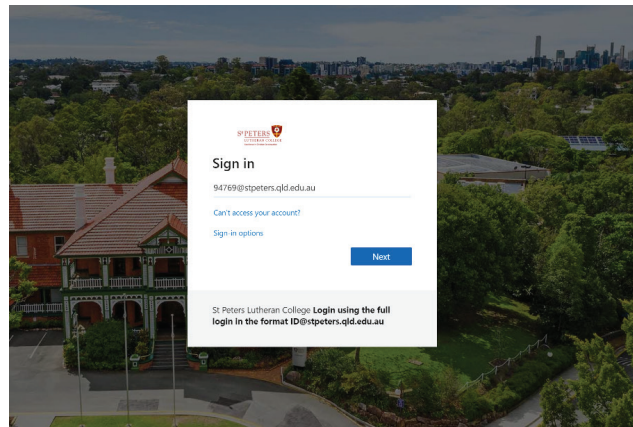 St PETERS
LUTHERAN COLLEGE
Sign in
94769@stpeters.qld.edu.au
Can't access your account?
Sign-in options
Next
St Peters Lutheran College Login using the full
login in the format ID@stpeters.qld.edu.au